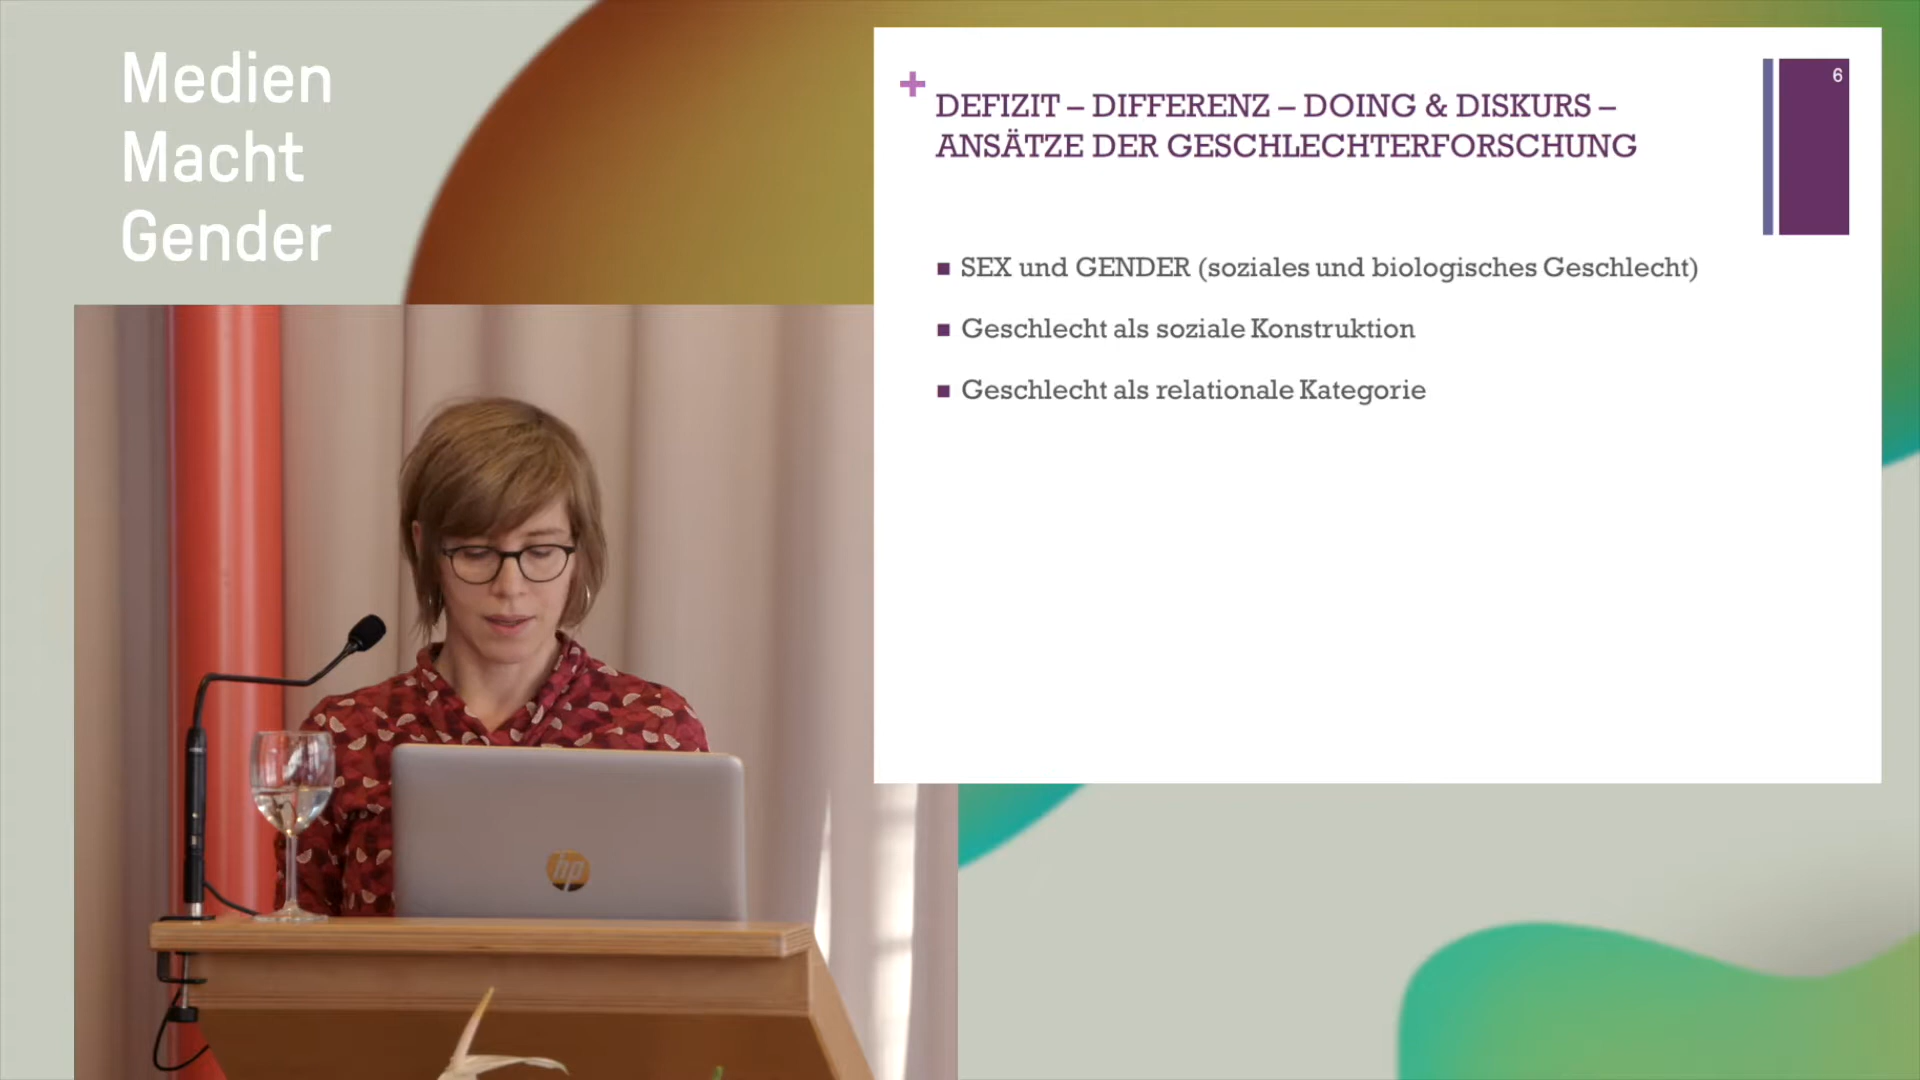 Medien
Macht
Gender
6
DEFIZIT – DIFFERENZ – DOING & DISKURS –
ANSÄTZE DER GESCHLECHTERFORSCHUNG
SEX und GENDER (soziales und biologisches Geschlecht)
Geschlecht als soziale Konstruktion
Geschlecht als relationale Kategorie
hp